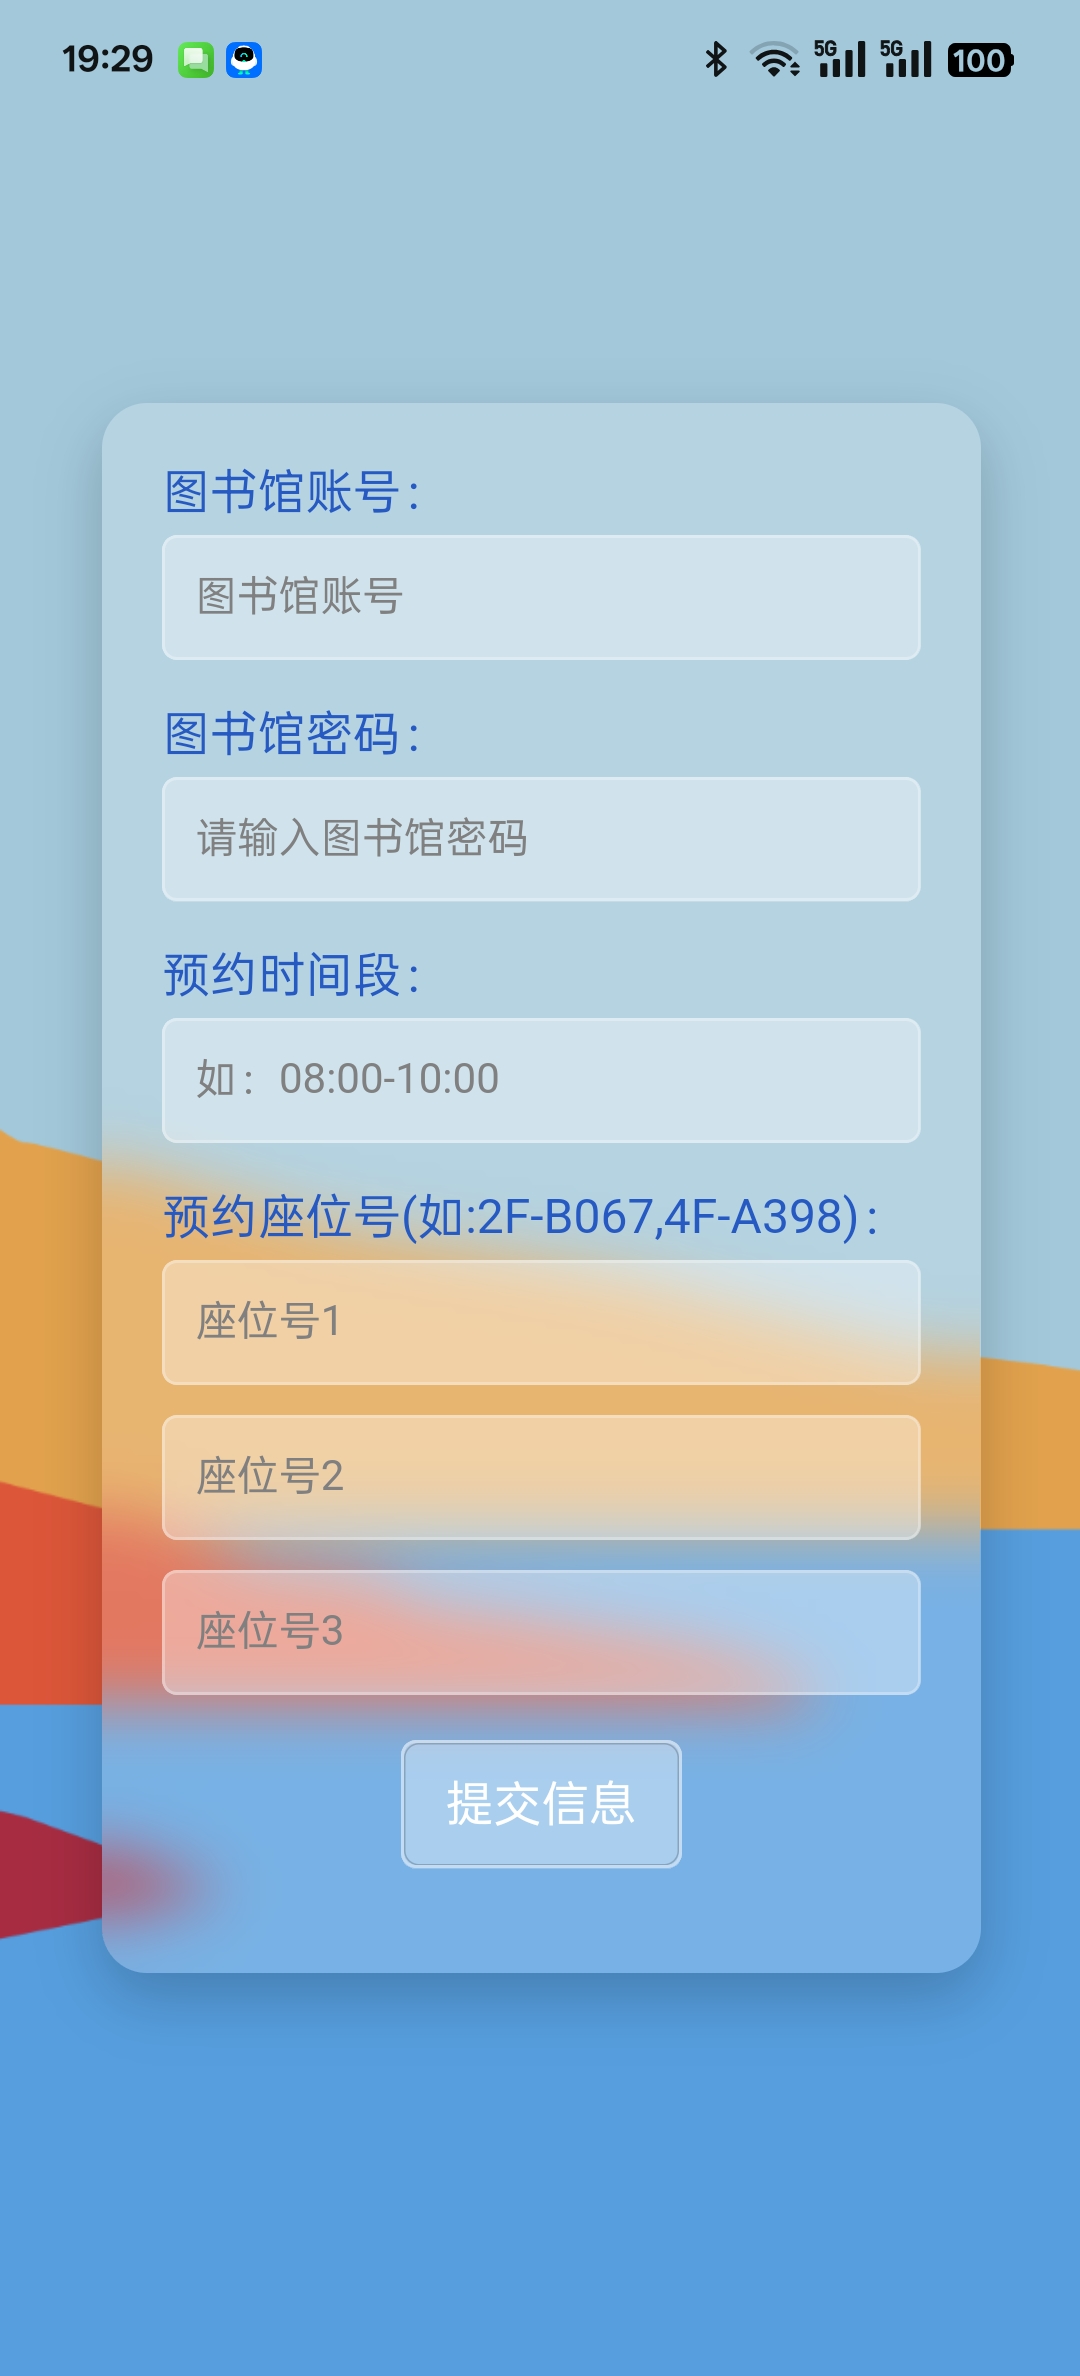 19:29 5G 5G 100
图书馆账号：
图书馆账号
图书馆密码：
请输入图书馆密码
预约时间段：
如：08:00-10:00
预约座位号(如:2F-B067,4F-A398)：
座位号1
座位号2
座位号3
提交信息